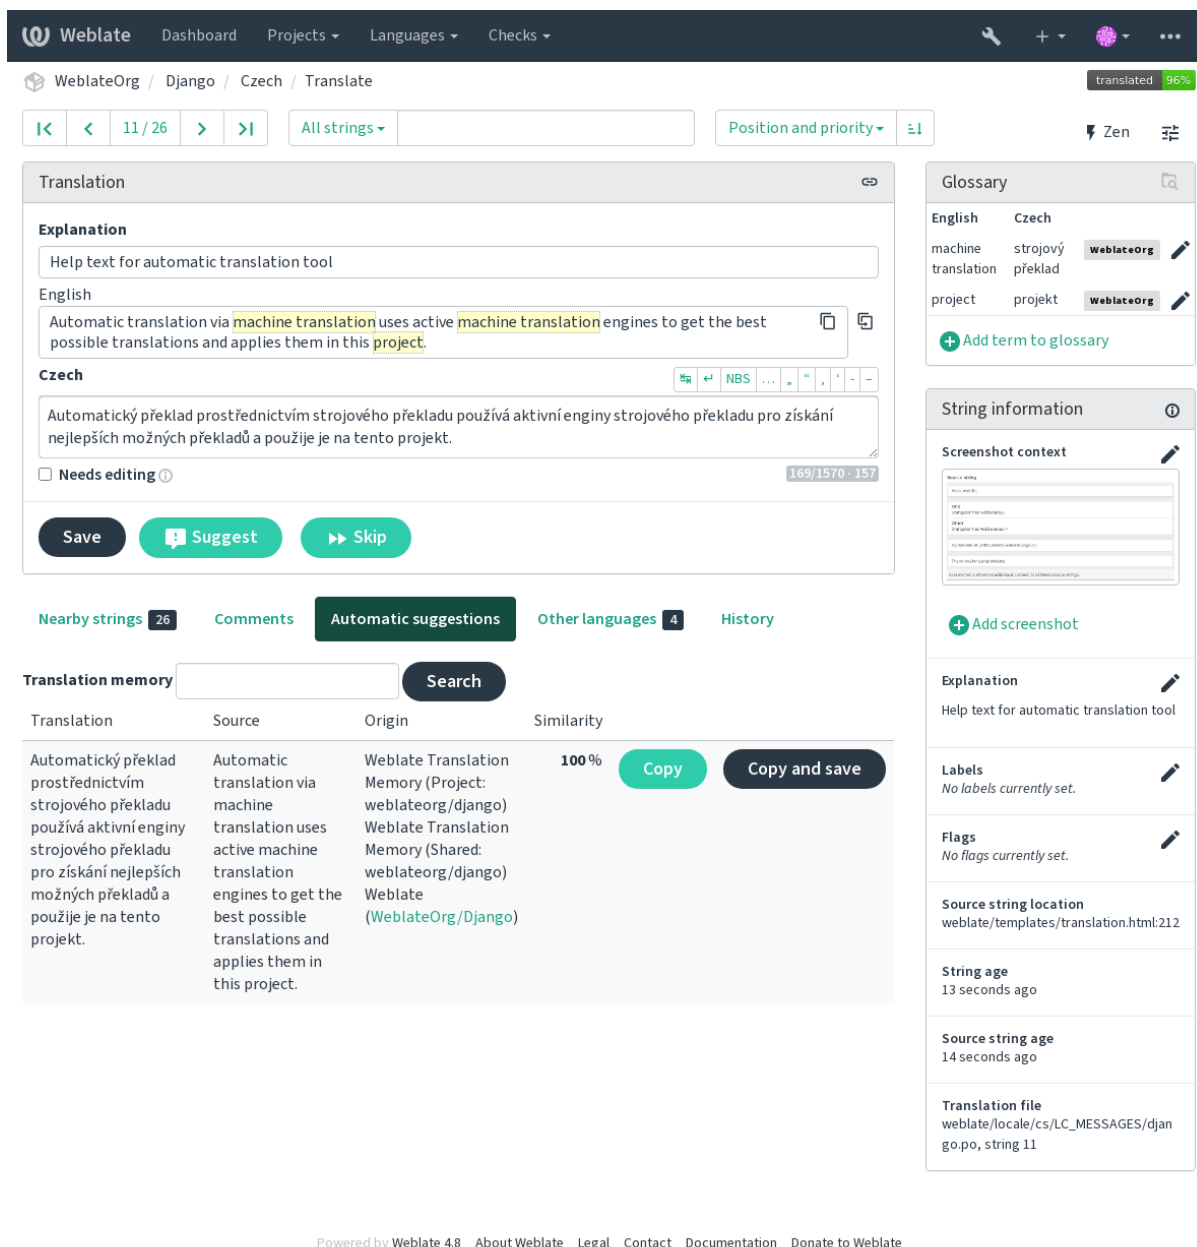 Weblate Dashboard Projects Languages Checks
WeblateOrg / Django / Czech / Translate
translated 96%
11 / 26
All strings
Position and priority
Zen
Translation
Explanation
Help text for automatic translation tool
English
Automatic translation via machine translation uses active machine translation engines to get the best
possible translations and applies them in this project.
Czech
NBS … „ “ ‚ ‘ - –
Automatický překlad prostřednictvím strojového překladu používá aktivní enginy strojového překladu pro získání
nejlepších možných překladů a použije je na tento projekt.
Needs editing
169/1570 · 157
Save Suggest Skip
Nearby strings 26 Comments Automatic suggestions Other languages 4 History
Translation memory Search
Translation Source Origin Similarity
Automatický překlad
prostřednictvím
strojového překladu
používá aktivní enginy
strojového překladu
pro získání nejlepších
možných překladů a
použije je na tento
projekt.
Automatic
translation via
machine
translation uses
active machine
translation
engines to get the
best possible
translations and
applies them in
this project.
Weblate Translation
Memory (Project:
weblateorg/django)
Weblate Translation
Memory (Shared:
weblateorg/django)
Weblate
(WeblateOrg/Django)
100 %
Copy
Copy and save
Glossary
English Czech
machine
translation
strojový
překlad
WeblateOrg
project projekt WeblateOrg
Add term to glossary
String information
Screenshot context
Source string
One
Other
Add screenshot
Explanation
Help text for automatic translation tool
Labels
No labels currently set.
Flags
No flags currently set.
Source string location
weblate/templates/translation.html:212
String age
13 seconds ago
Source string age
14 seconds ago
Translation file
weblate/locale/cs/LC_MESSAGES/djan
go.po, string 11
Powered by Weblate 4.8 About Weblate Legal Contact Documentation Donate to Weblate